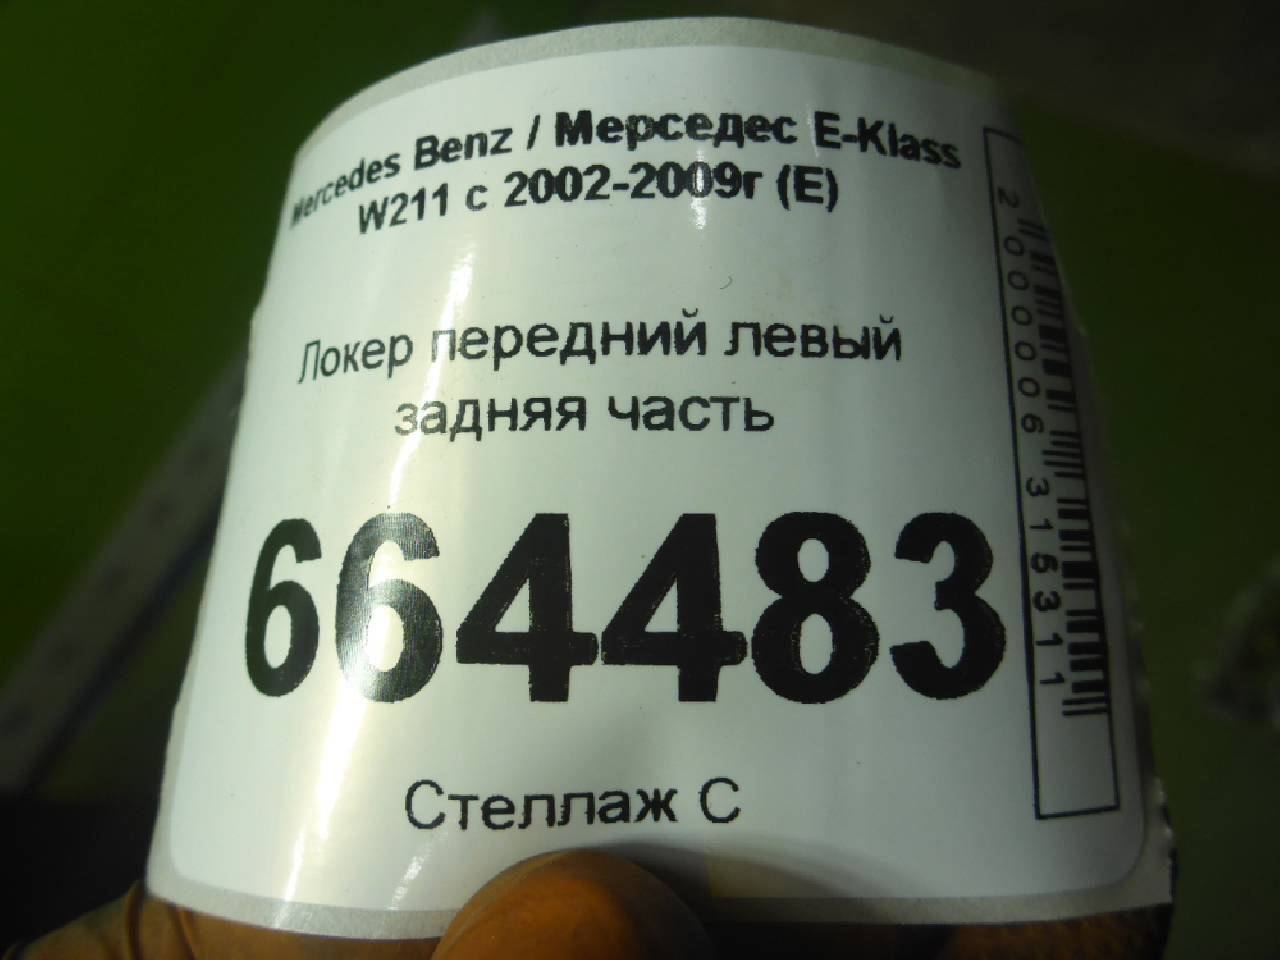 Mercedes Benz / Мерседес E-Klass
W211 с 2002-2009г (E)
Локер передний левый
задняя часть
664483
Стеллаж С
2000006315311